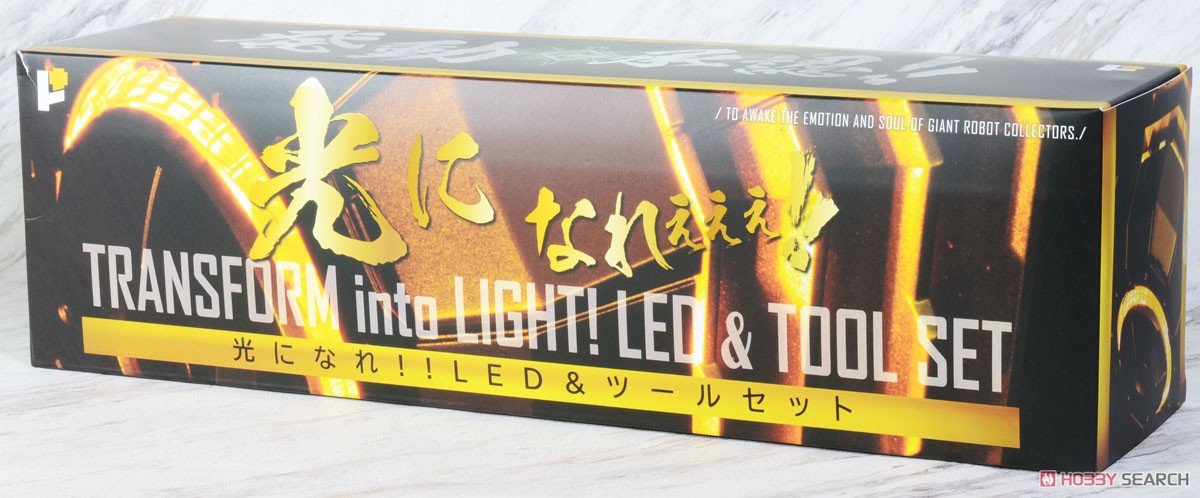 / TO AWAKE THE EMOTION AND SOUL OF GIANT ROBOT COLLECTORS./
光になれぇぇぇ!
TRANSFORM into LIGHT! LED & TOOL SET
光になれ!!LED&ツールセット
HOBBY SEARCH